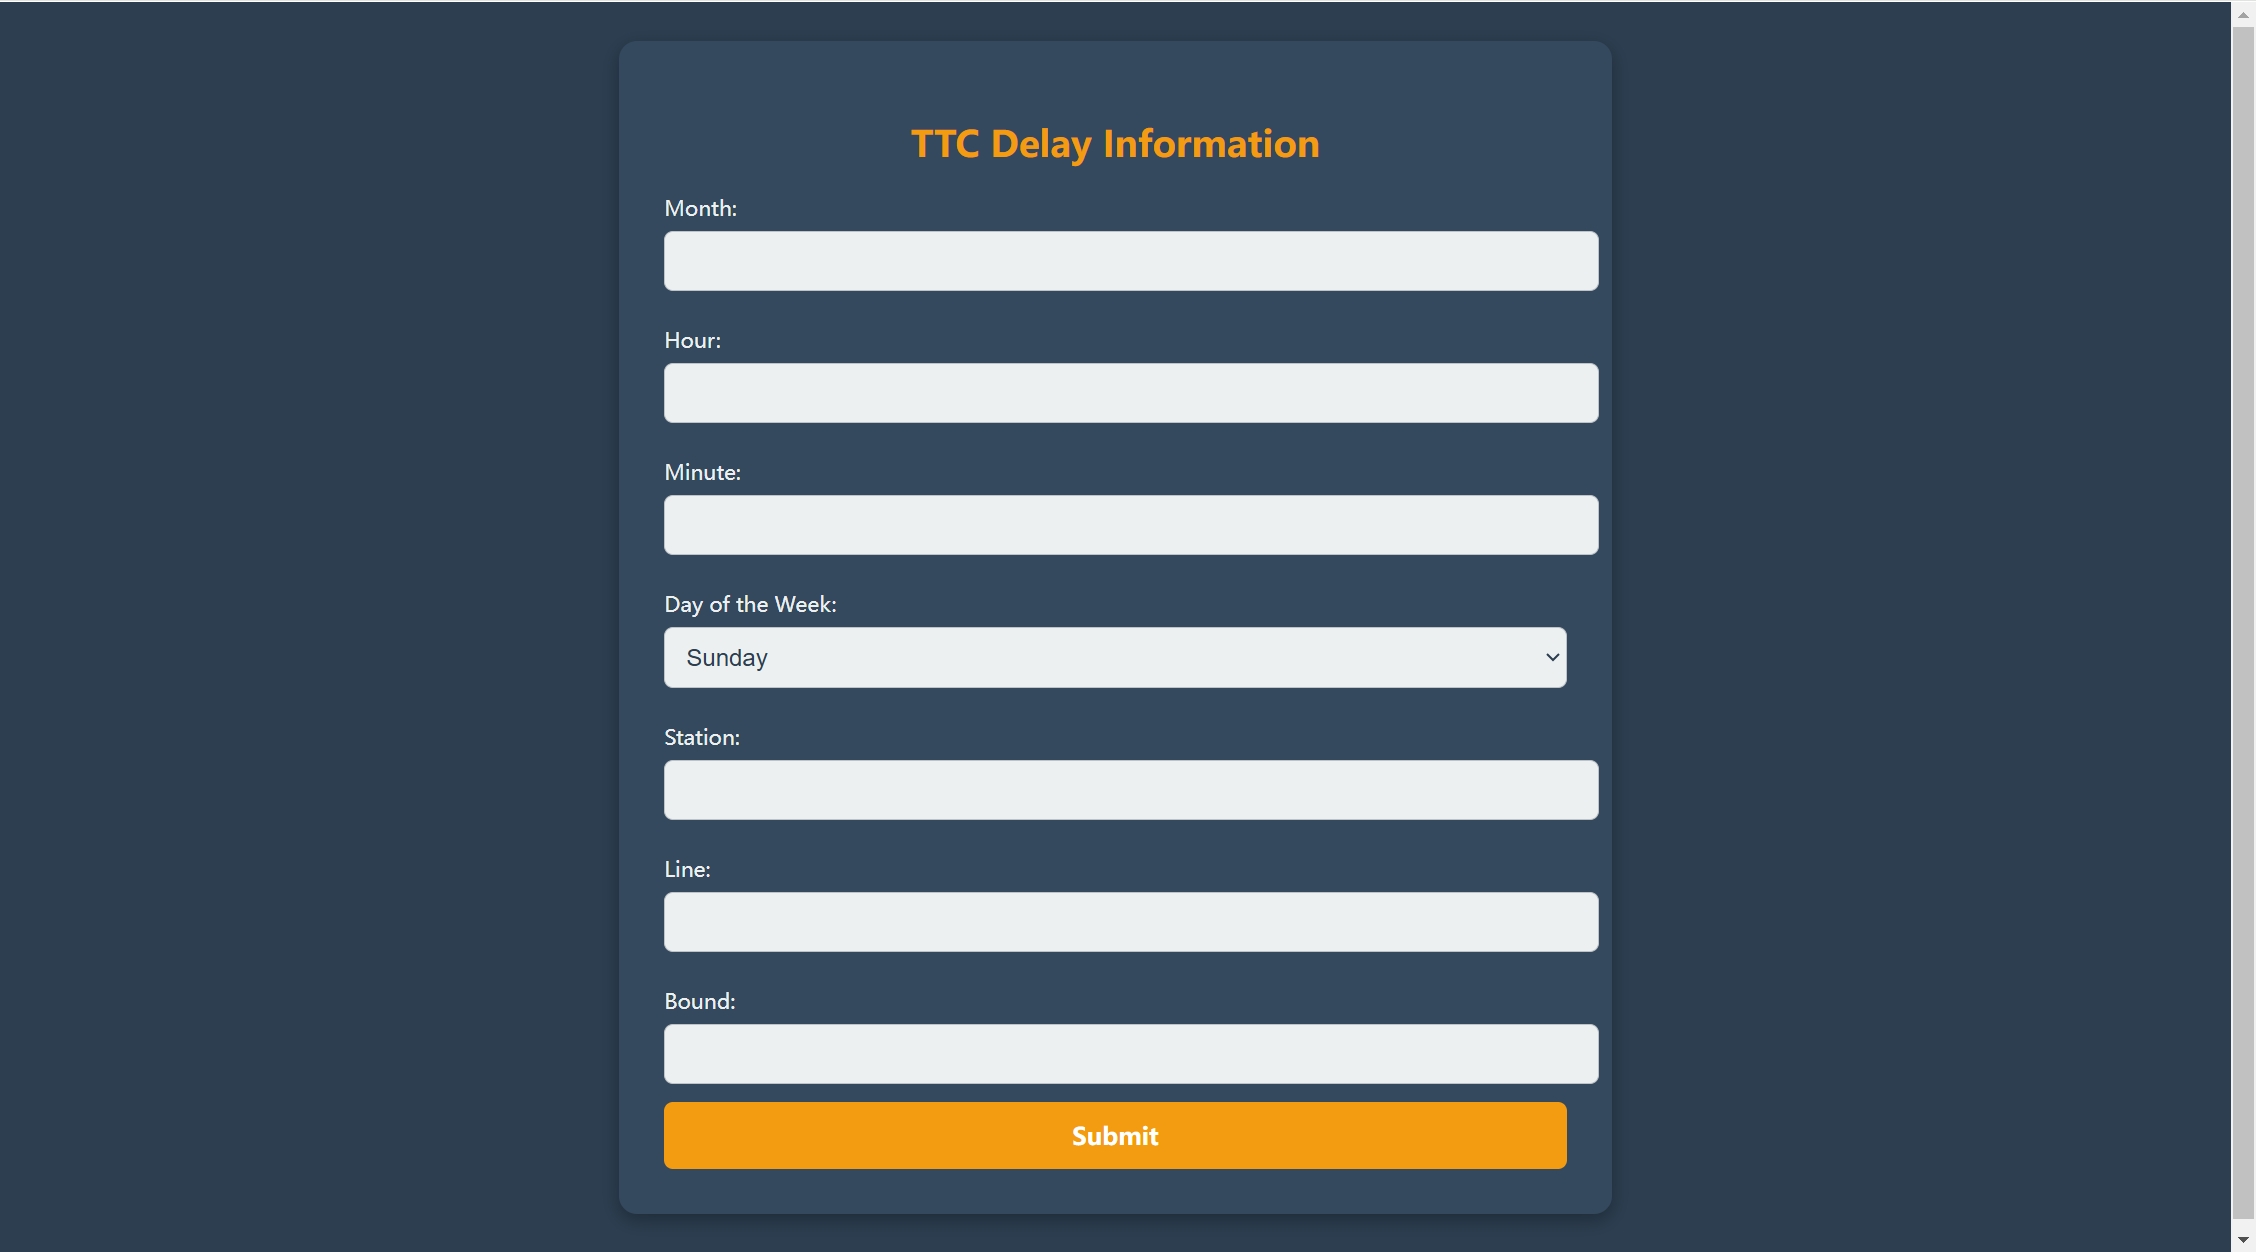 TTC Delay Information
Month:
Hour:
Minute:
Day of the Week:
Sunday
Station:
Line:
Bound:
Submit